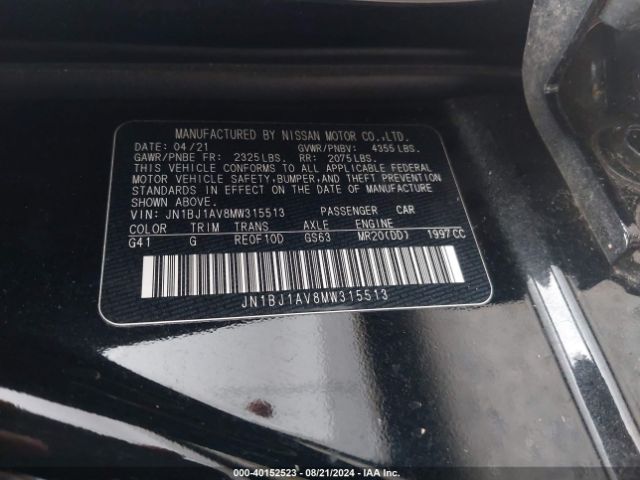 MANUFACTURED BY NISSAN MOTOR CO.,LTD.
DATE: 04/21 GVWR/PNBV: 4355 LBS.
GAWR/PNBE FR: 2325 LBS. RR: 2075 LBS.
THIS VEHICLE CONFORMS TO ALL APPLICABLE FEDERAL
MOTOR VEHICLE SAFETY, BUMPER, AND THEFT PREVENTION
STANDARDS IN EFFECT ON THE DATE OF MANUFACTURE
SHOWN ABOVE.
VIN: JN1BJ1AV8MW315513 PASSENGER CAR
COLOR TRIM TRANS AXLE ENGINE
G41 G RE0F10D GS63 MR20(DD) 1997CC
JN1BJ1AV8MW315513
000-40152523 - 08/21/2024 - IAA Inc.